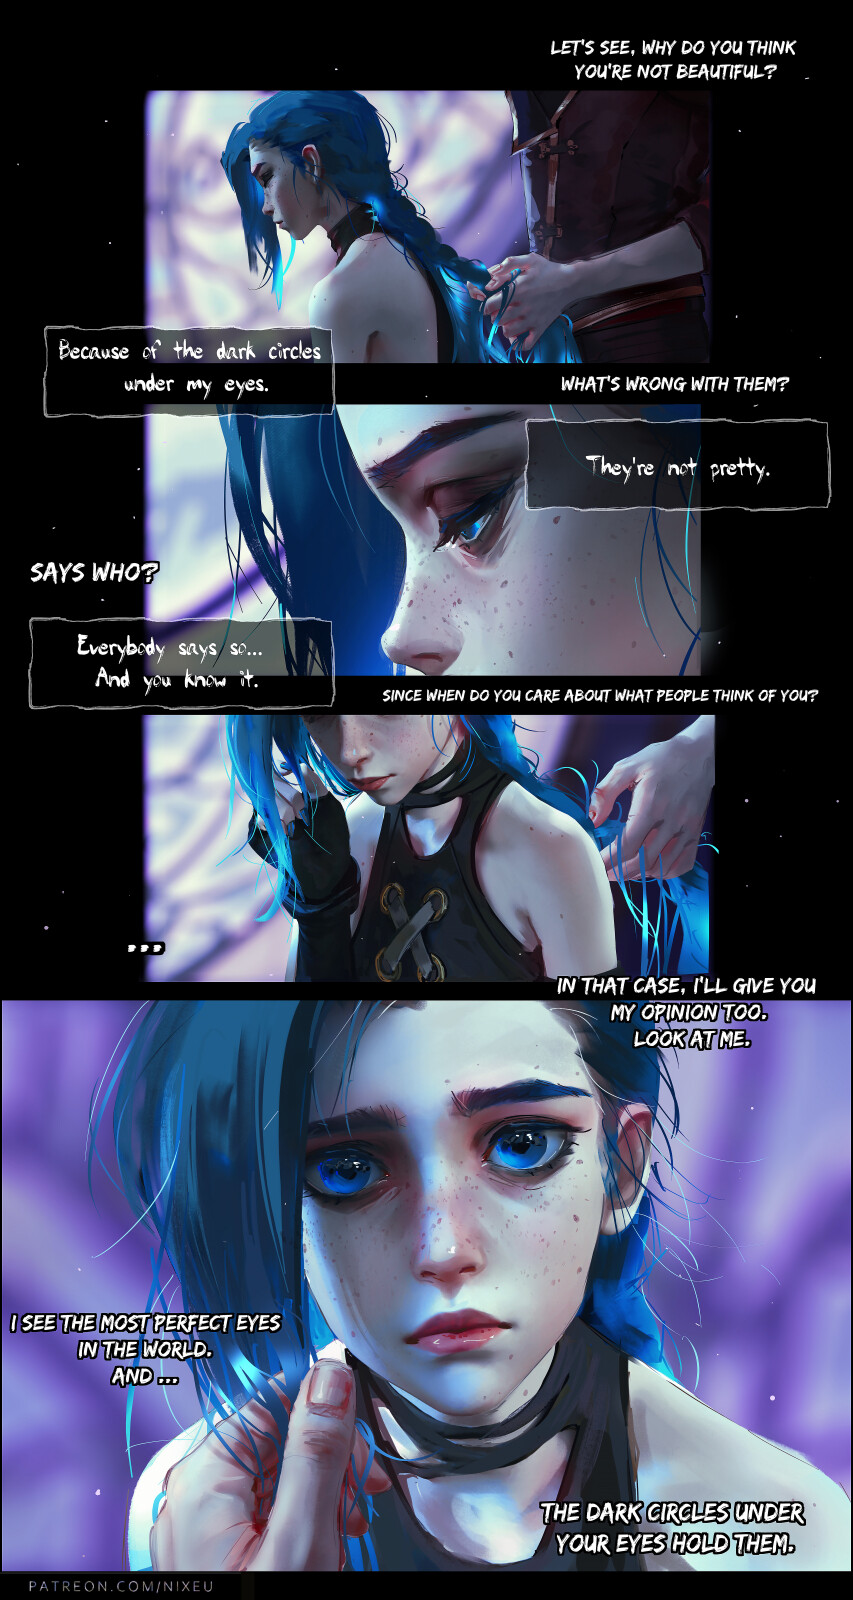 LET'S SEE, WHY DO YOU THINK
YOU'RE NOT BEAUTIFUL?
Because of the dark circles
under my eyes.
WHAT'S WRONG WITH THEM?
They're not pretty.
SAYS WHO?
Everybody says so...
And you know it.
SINCE WHEN DO YOU CARE ABOUT WHAT PEOPLE THINK OF YOU?
...
IN THAT CASE, I'LL GIVE YOU
MY OPINION TOO.
LOOK AT ME.
I SEE THE MOST PERFECT EYES
IN THE WORLD.
AND ...
THE DARK CIRCLES UNDER
YOUR EYES HOLD THEM.
PATREON.COM/NIXEU